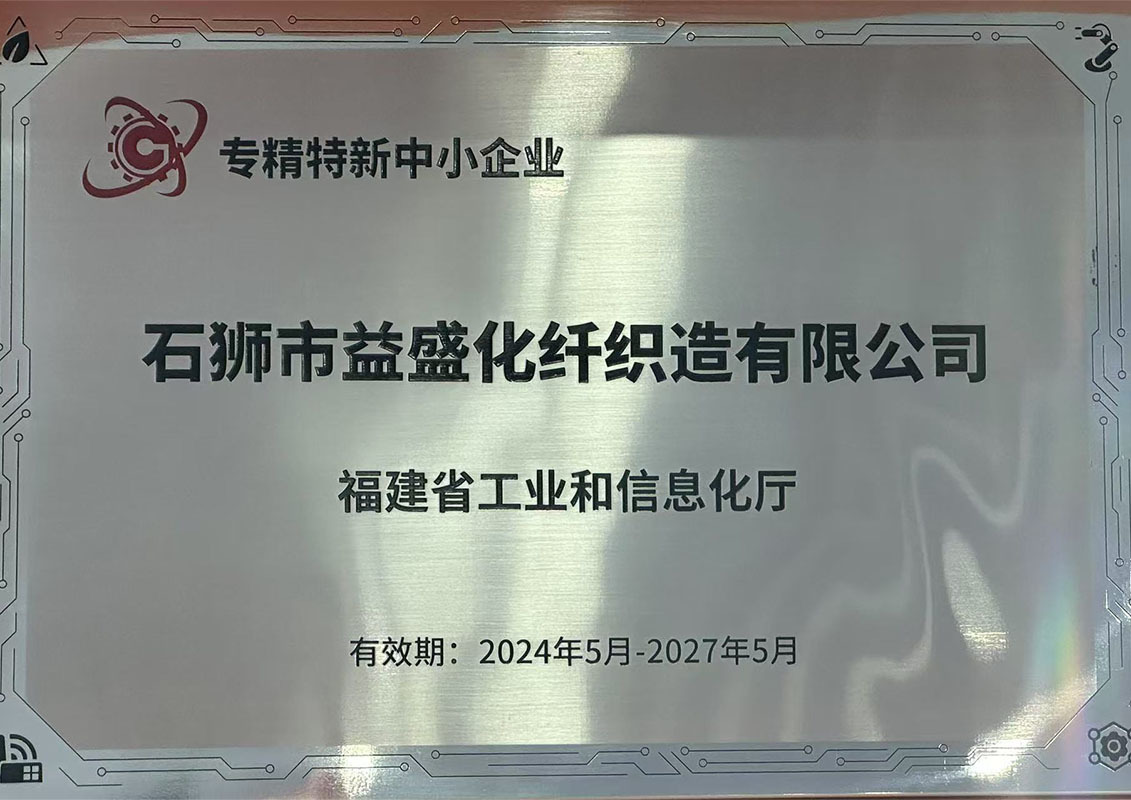 专精特新中小企业
石狮市益盛化纤织造有限公司
福建省工业和信息化厅
有效期：2024年5月-2027年5月